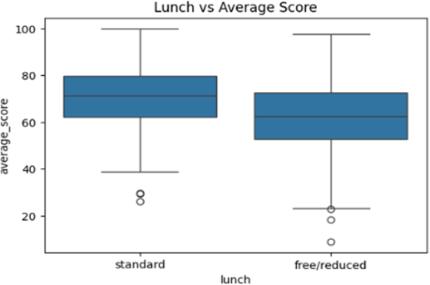 Lunch vs Average Score
average_score
100
80
60
40
20
standard
free/reduced
lunch